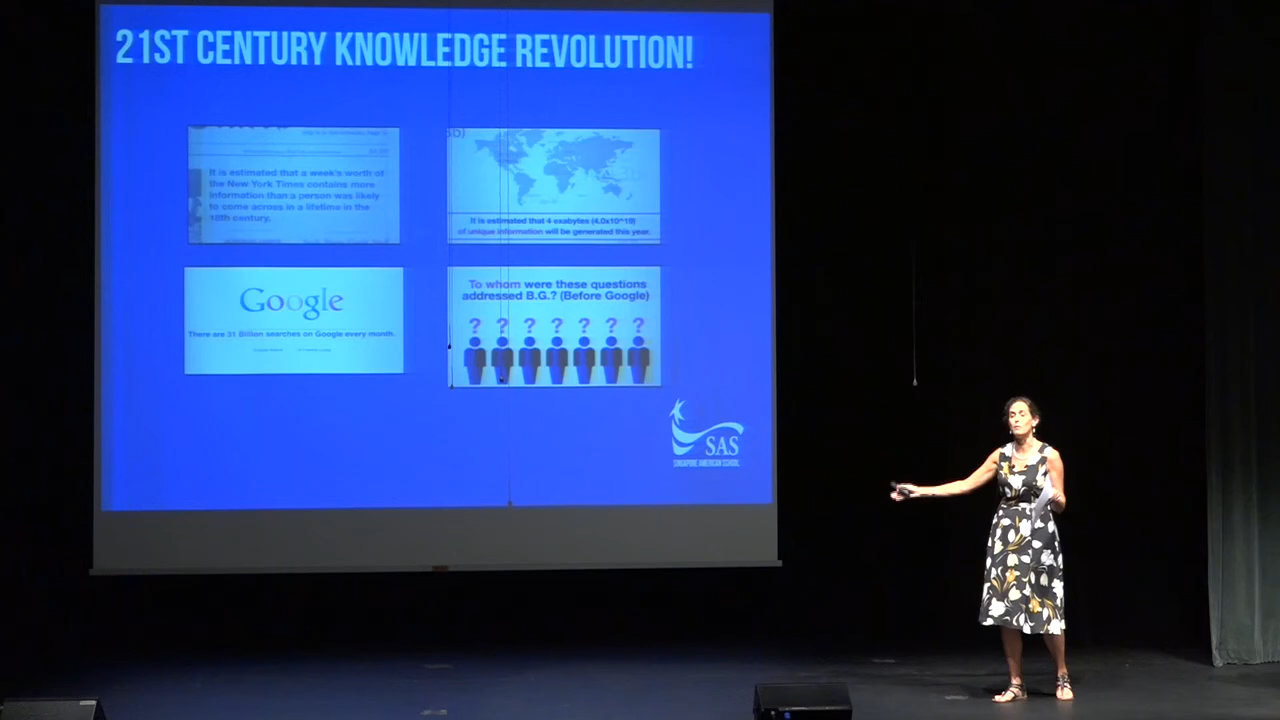 21ST CENTURY KNOWLEDGE REVOLUTION!
It is estimated that a week's worth of
the New York Times contains more
information than a person was likely
to come across in a lifetime in the
18th century.
It is estimated that 4 exabytes (4.0x10^19)
of unique information will be generated this year.
Google
There are 31 Billion searches on Google every month.
To whom were these questions
addressed B.G.? (Before Google)
? ? ? ? ? ? ?
SAS
SINGAPORE AMERICAN SCHOOL